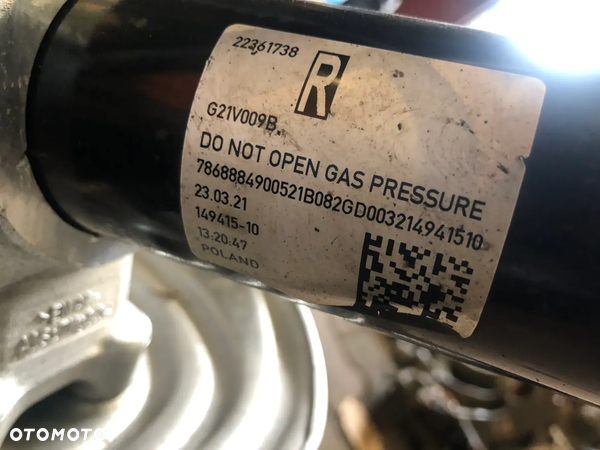 22361738
R
G21V009B
DO NOT OPEN GAS PRESSURE
7868884900521B082GD003214941510
23.03.21
149415-10
13:20:47
POLAND
OTOMOTO